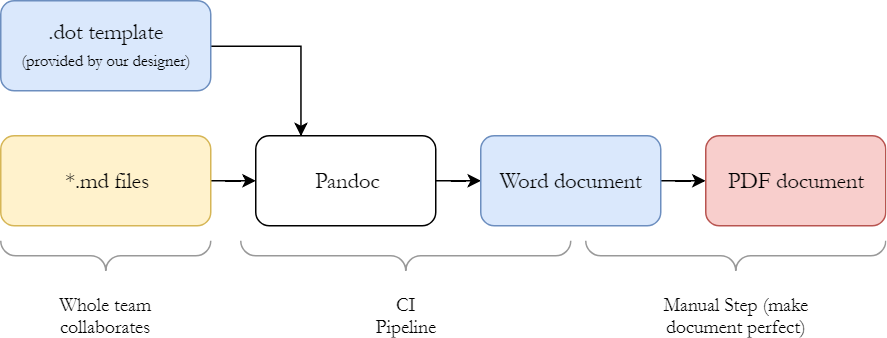 .dot template
(provided by our designer)
*.md files
Pandoc
Word document
PDF document
Whole team
collaborates
CI
Pipeline
Manual Step (make
document perfect)